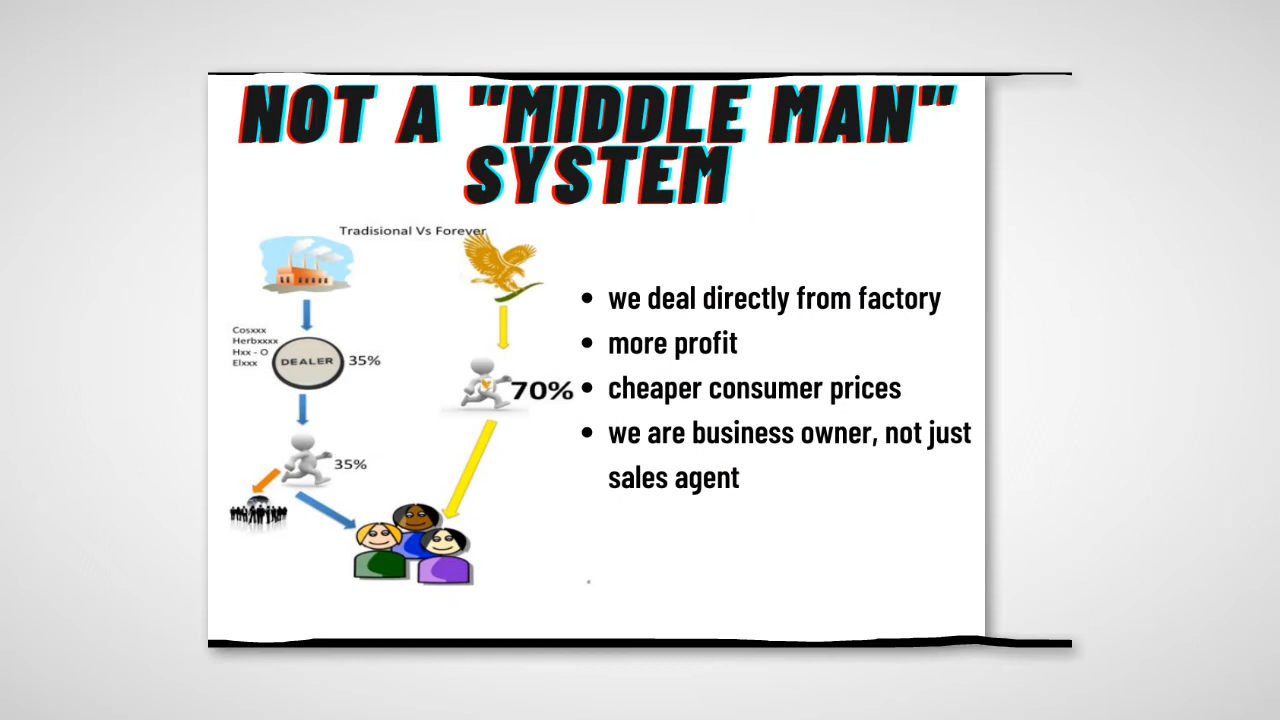 NOT A "MIDDLE MAN"
SYSTEM
Tradisional Vs Forever
Cosxxx
Herbxxxx
Hxx - O
Elxxx
DEALER
35%
70%
35%
• we deal directly from factory
• more profit
• cheaper consumer prices
• we are business owner, not just
sales agent